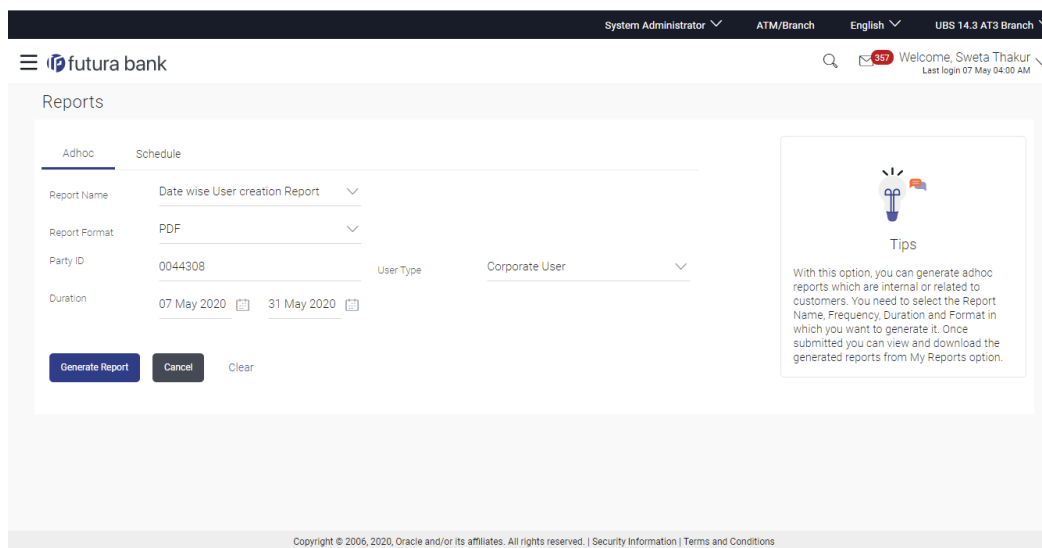 System Administrator ATM/Branch English UBS 14.3 AT3 Branch
futura bank 357 Welcome, Sweta Thakur
Last login 07 May 04:00 AM
Reports
Adhoc Schedule
Report Name Date wise User creation Report
Report Format PDF
Party ID 0044308 User Type Corporate User
Duration 07 May 2020 31 May 2020
Generate Report Cancel Clear
Tips
With this option, you can generate adhoc
reports which are internal or related to
customers. You need to select the Report
Name, Frequency, Duration and Format in
which you want to generate it. Once
submitted you can view and download the
generated reports from My Reports option.
Copyright © 2006, 2020, Oracle and/or its affiliates. All rights reserved. | Security Information | Terms and Conditions